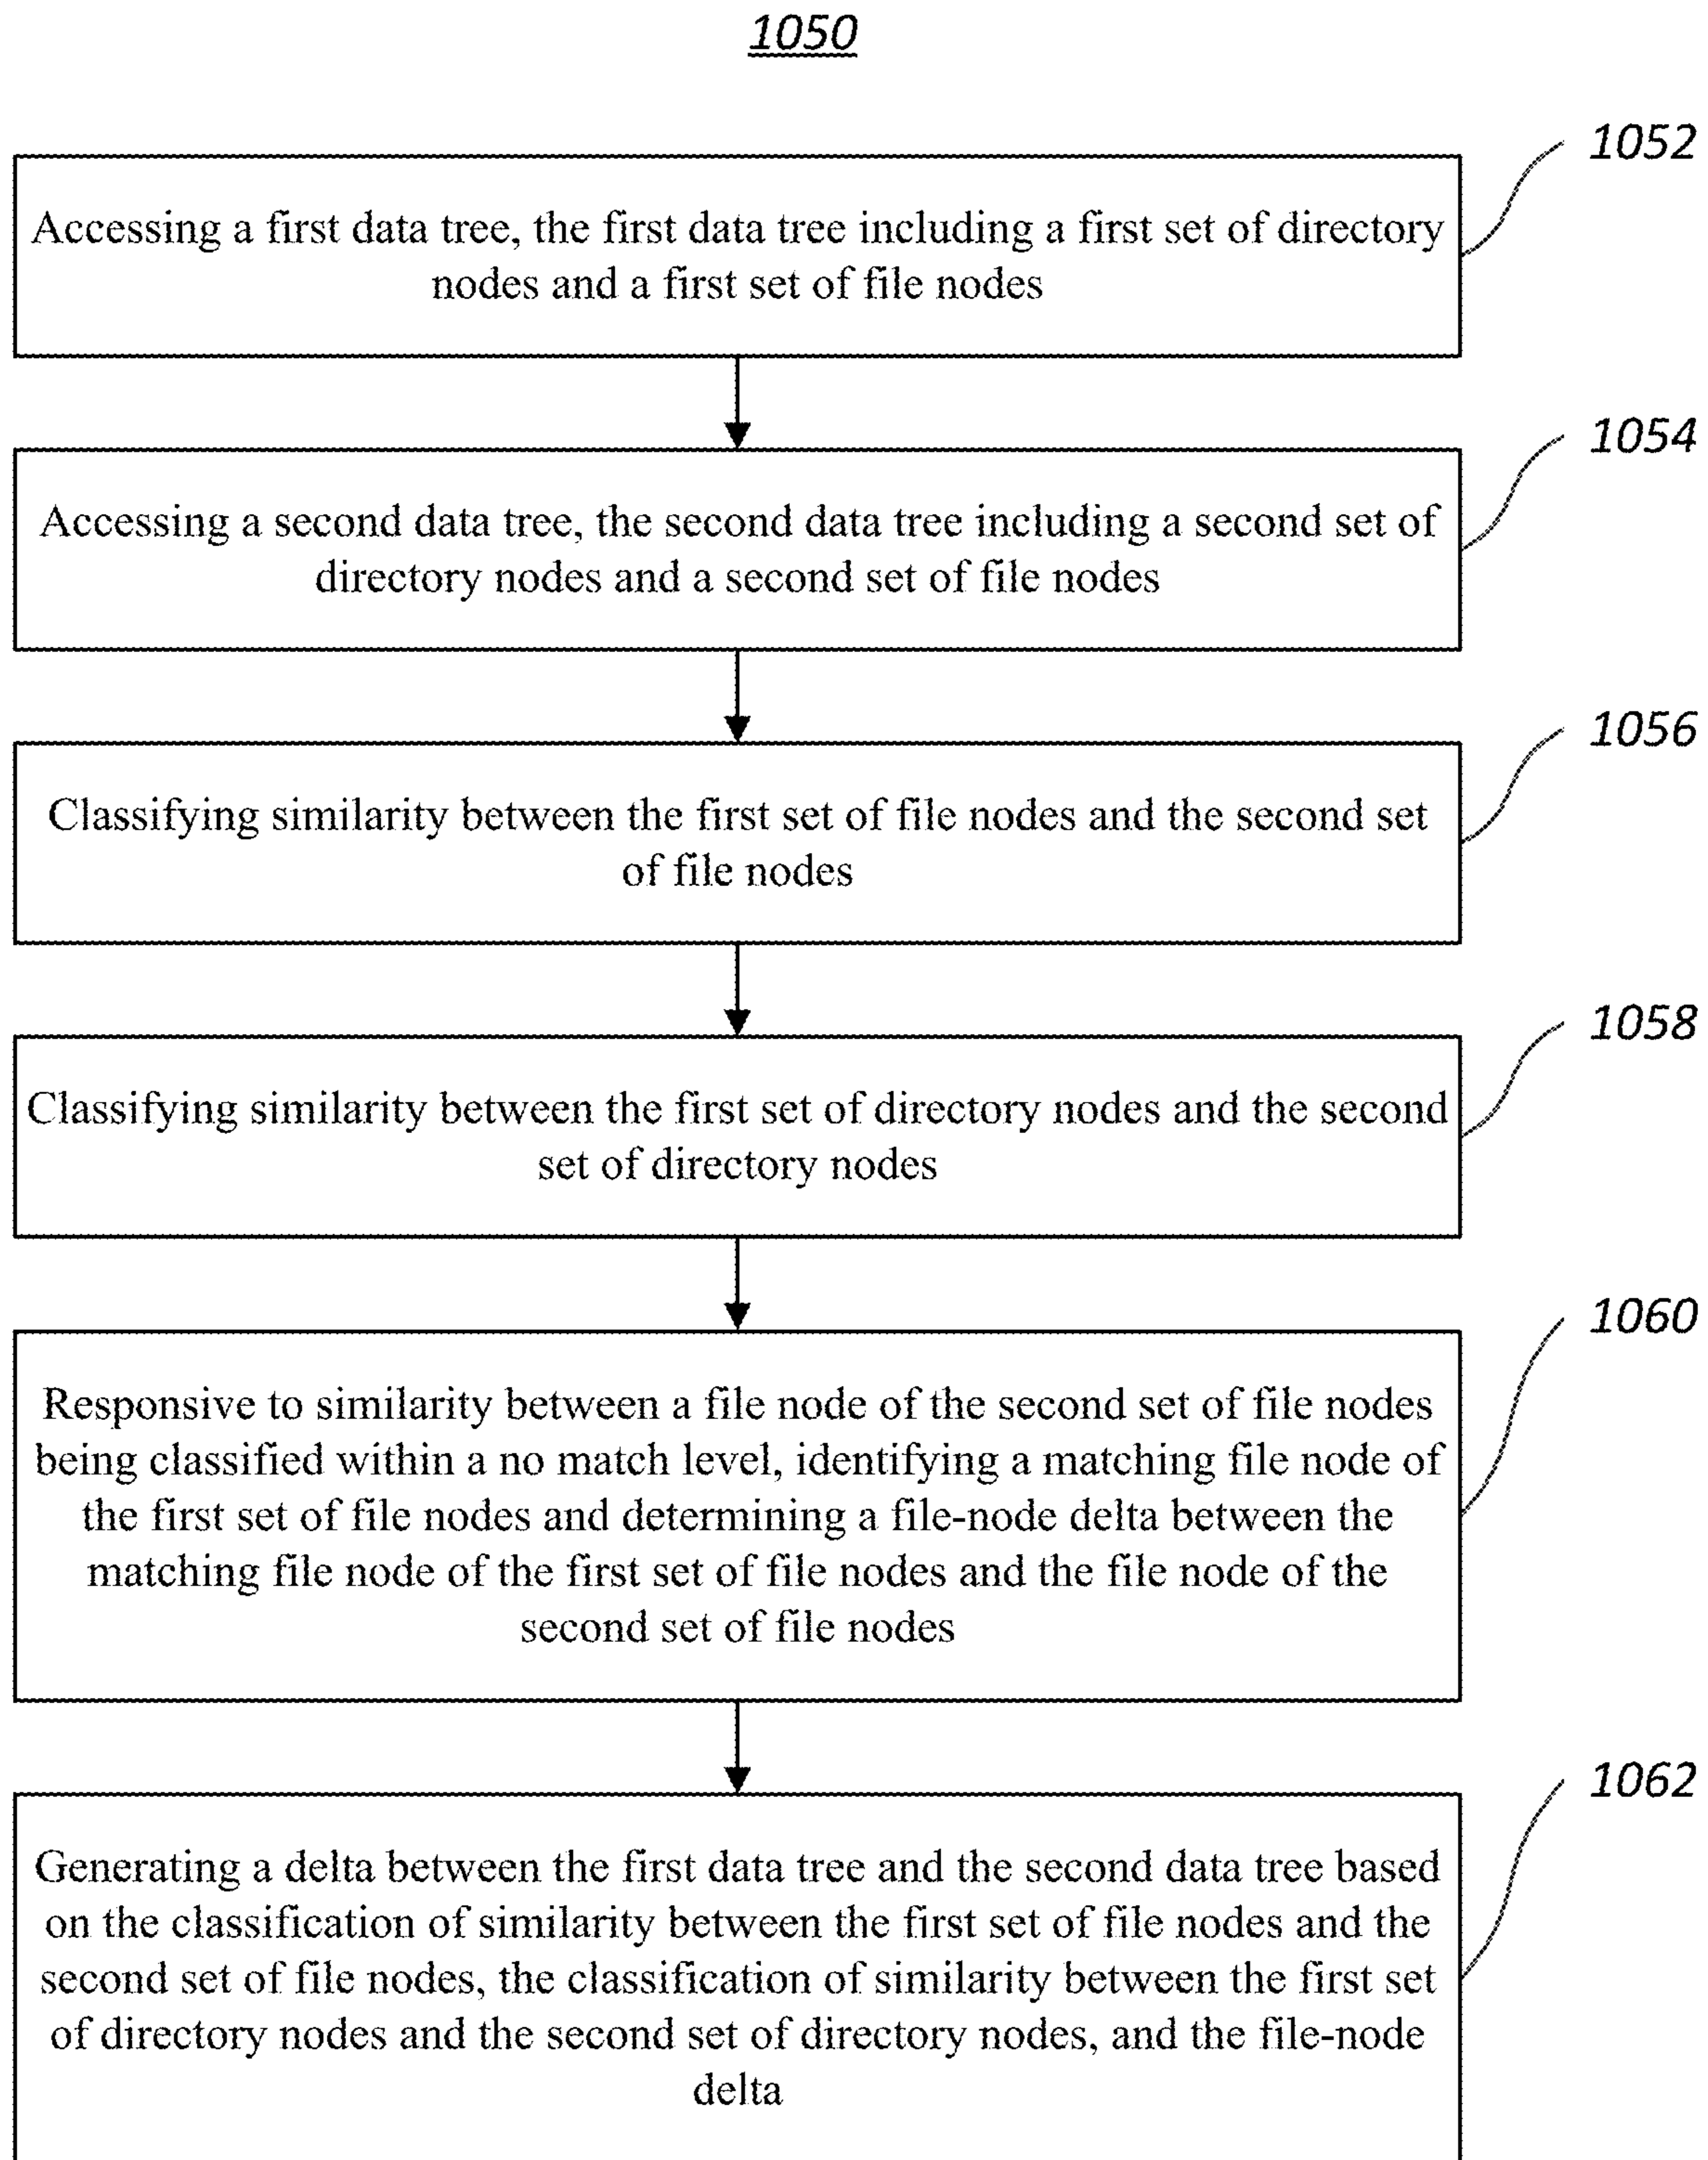 1050
1052
Accessing a first data tree, the first data tree including a first set of directory
nodes and a first set of file nodes
1054
Accessing a second data tree, the second data tree including a second set of
directory nodes and a second set of file nodes
1056
Classifying similarity between the first set of file nodes and the second set
of file nodes
1058
Classifying similarity between the first set of directory nodes and the second
set of directory nodes
1060
Responsive to similarity between a file node of the second set of file nodes
being classified within a no match level, identifying a matching file node of
the first set of file nodes and determining a file-node delta between the
matching file node of the first set of file nodes and the file node of the
second set of file nodes
1062
Generating a delta between the first data tree and the second data tree based
on the classification of similarity between the first set of file nodes and the
second set of file nodes, the classification of similarity between the first set
of directory nodes and the second set of directory nodes, and the file-node
delta